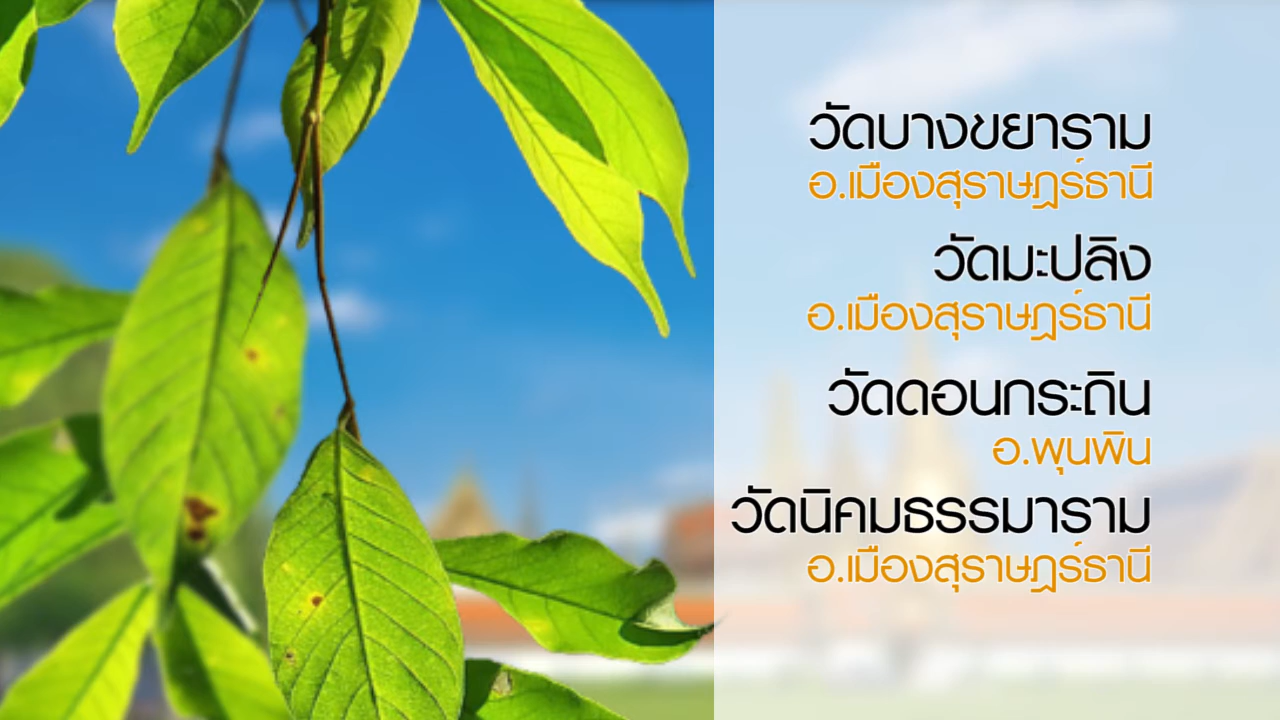 วัดบางขยาราม
อ.เมืองสุราษฎร์ธานี
วัดมะปลิง
อ.เมืองสุราษฎร์ธานี
วัดดอนกระถิน
อ.พุนพิน
วัดนิคมธรรมาราม
อ.เมืองสุราษฎร์ธานี